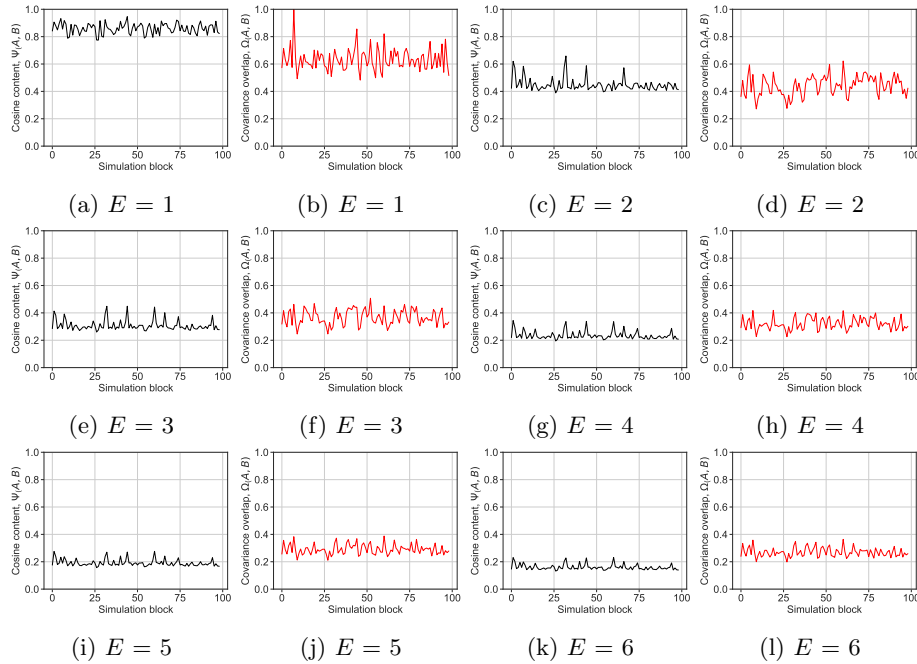 1.0
0.8
0.6
0.4
0.2
0.0
Cosine content, Ψ(A, B)
0 25 50 75 100
Simulation block
(a) E = 1
1.0
0.8
0.6
0.4
0.2
0.0
Covariance overlap, Ω(A, B)
0 25 50 75 100
Simulation block
(b) E = 1
1.0
0.8
0.6
0.4
0.2
0.0
Cosine content, Ψ(A, B)
0 25 50 75 100
Simulation block
(c) E = 2
1.0
0.8
0.6
0.4
0.2
0.0
Covariance overlap, Ω(A, B)
0 25 50 75 100
Simulation block
(d) E = 2
1.0
0.8
0.6
0.4
0.2
0.0
Cosine content, Ψ(A, B)
0 25 50 75 100
Simulation block
(e) E = 3
1.0
0.8
0.6
0.4
0.2
0.0
Covariance overlap, Ω(A, B)
0 25 50 75 100
Simulation block
(f) E = 3
1.0
0.8
0.6
0.4
0.2
0.0
Cosine content, Ψ(A, B)
0 25 50 75 100
Simulation block
(g) E = 4
1.0
0.8
0.6
0.4
0.2
0.0
Covariance overlap, Ω(A, B)
0 25 50 75 100
Simulation block
(h) E = 4
1.0
0.8
0.6
0.4
0.2
0.0
Cosine content, Ψ(A, B)
0 25 50 75 100
Simulation block
(i) E = 5
1.0
0.8
0.6
0.4
0.2
0.0
Covariance overlap, Ω(A, B)
0 25 50 75 100
Simulation block
(j) E = 5
1.0
0.8
0.6
0.4
0.2
0.0
Cosine content, Ψ(A, B)
0 25 50 75 100
Simulation block
(k) E = 6
1.0
0.8
0.6
0.4
0.2
0.0
Covariance overlap, Ω(A, B)
0 25 50 75 100
Simulation block
(l) E = 6